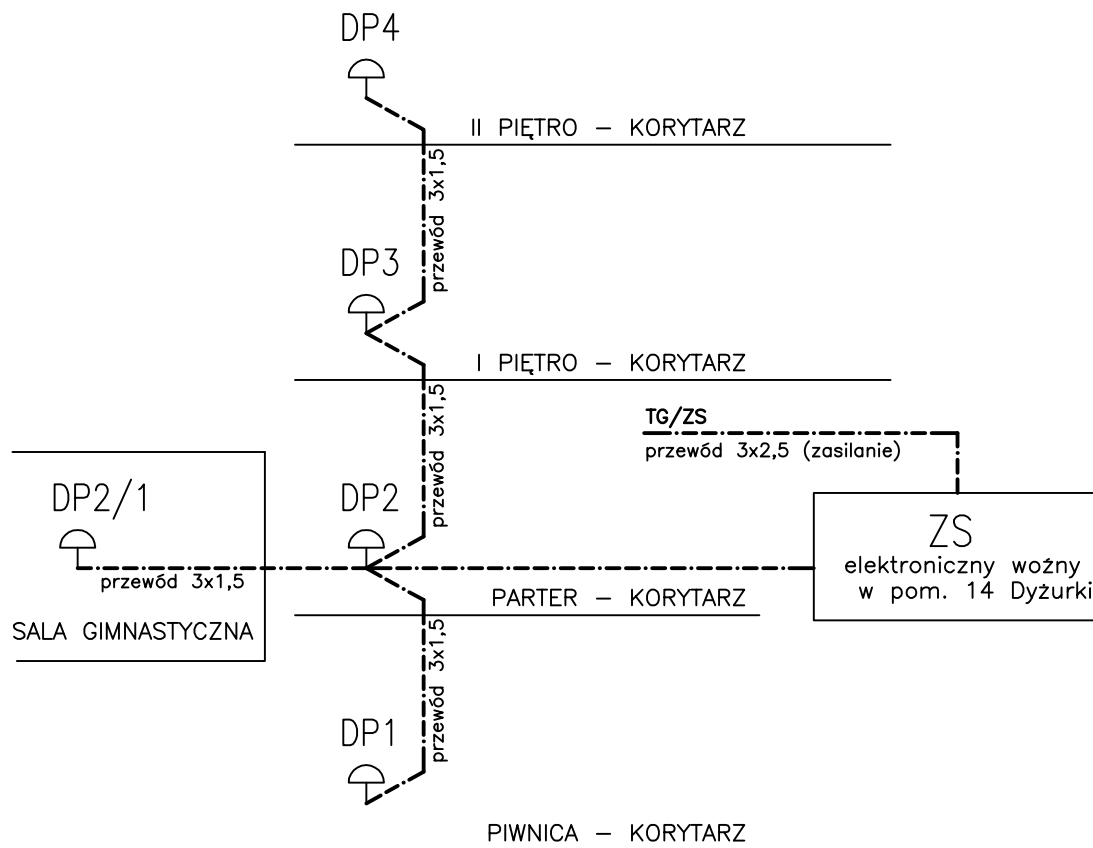 DP4
II PIĘTRO – KORYTARZ
przewód 3x1,5
DP3
I PIĘTRO – KORYTARZ
przewód 3x1,5
TG/ZS
przewód 3x2,5 (zasilanie)
DP2/1
DP2
ZS
elektroniczny woźny
w pom. 14 Dyżurki
przewód 3x1,5
PARTER – KORYTARZ
SALA GIMNASTYCZNA
przewód 3x1,5
DP1
PIWNICA – KORYTARZ